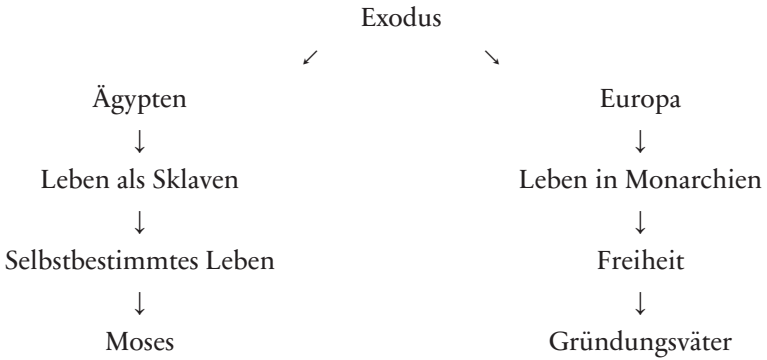 Exodus
↙ ↘
Ägypten Europa
↓ ↓
Leben als Sklaven Leben in Monarchien
↓ ↓
Selbstbestimmtes Leben Freiheit
↓ ↓
Moses Gründungsväter